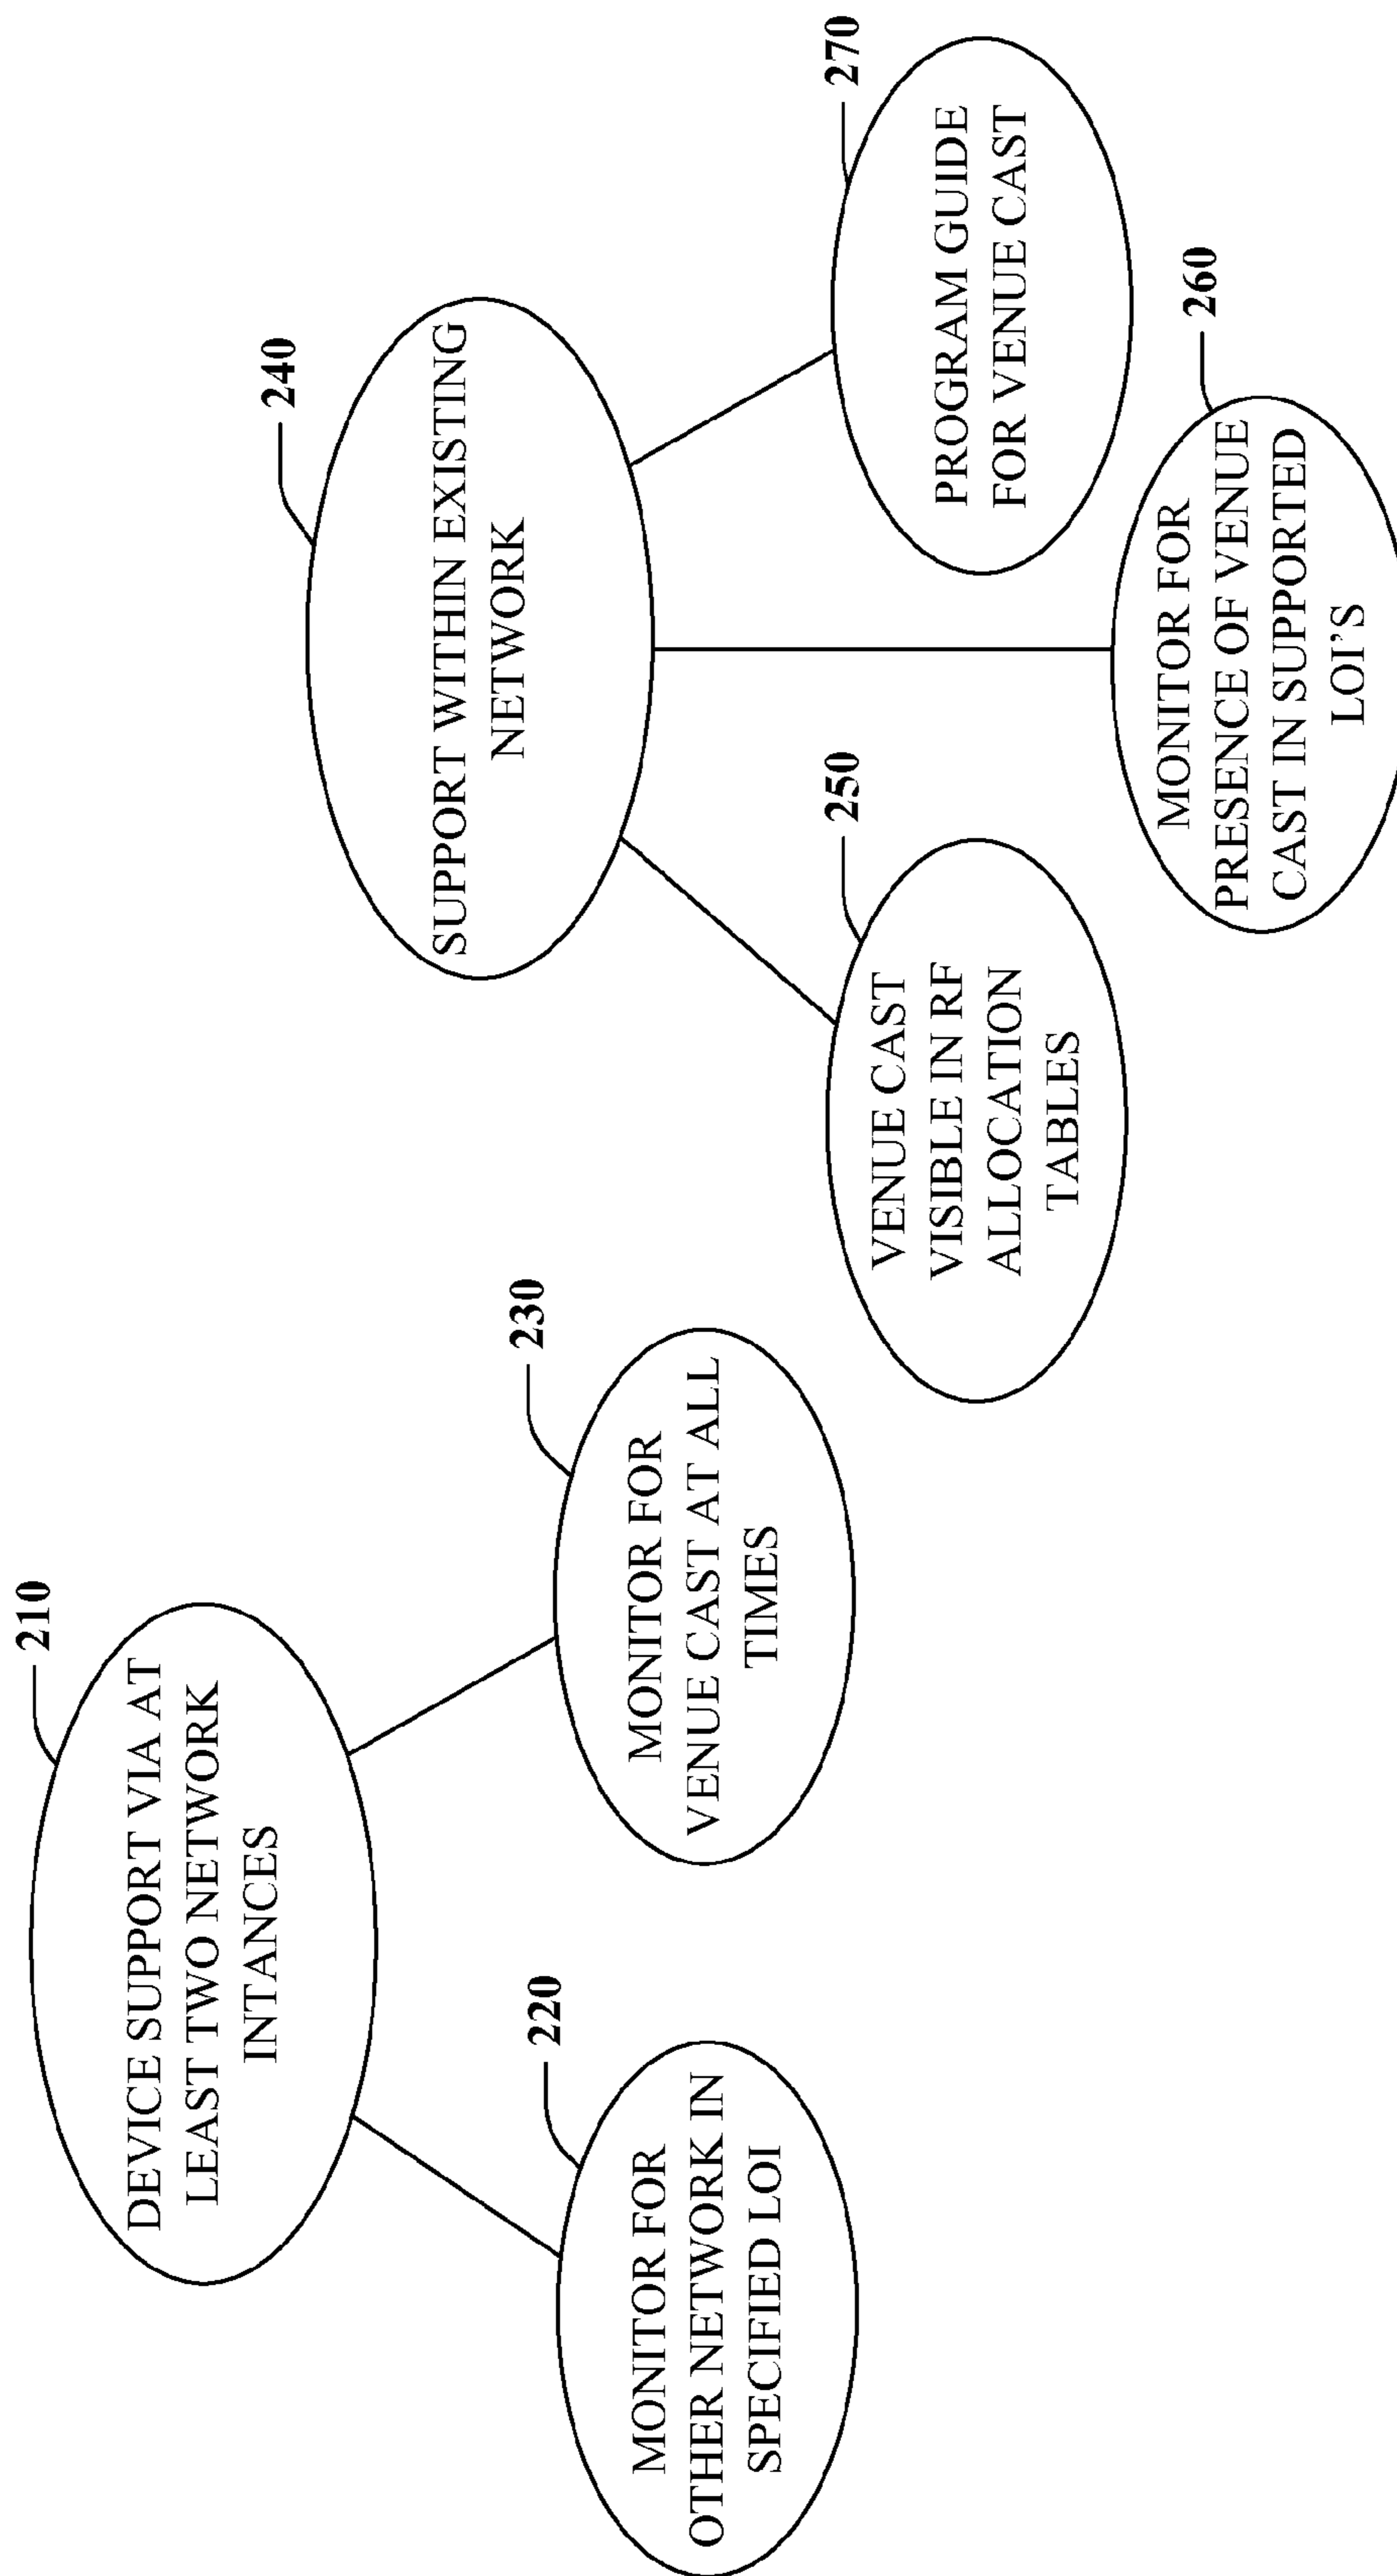 210
DEVICE SUPPORT VIA AT
LEAST TWO NETWORK
INTANCES
220
MONITOR FOR
OTHER NETWORK IN
SPECIFIED LOI
230
MONITOR FOR
VENUE CAST AT ALL
TIMES
240
SUPPORT WITHIN EXISTING
NETWORK
250
VENUE CAST
VISIBLE IN RF
ALLOCATION
TABLES
260
MONITOR FOR
PRESENCE OF VENUE
CAST IN SUPPORTED
LOI’S
270
PROGRAM GUIDE
FOR VENUE CAST